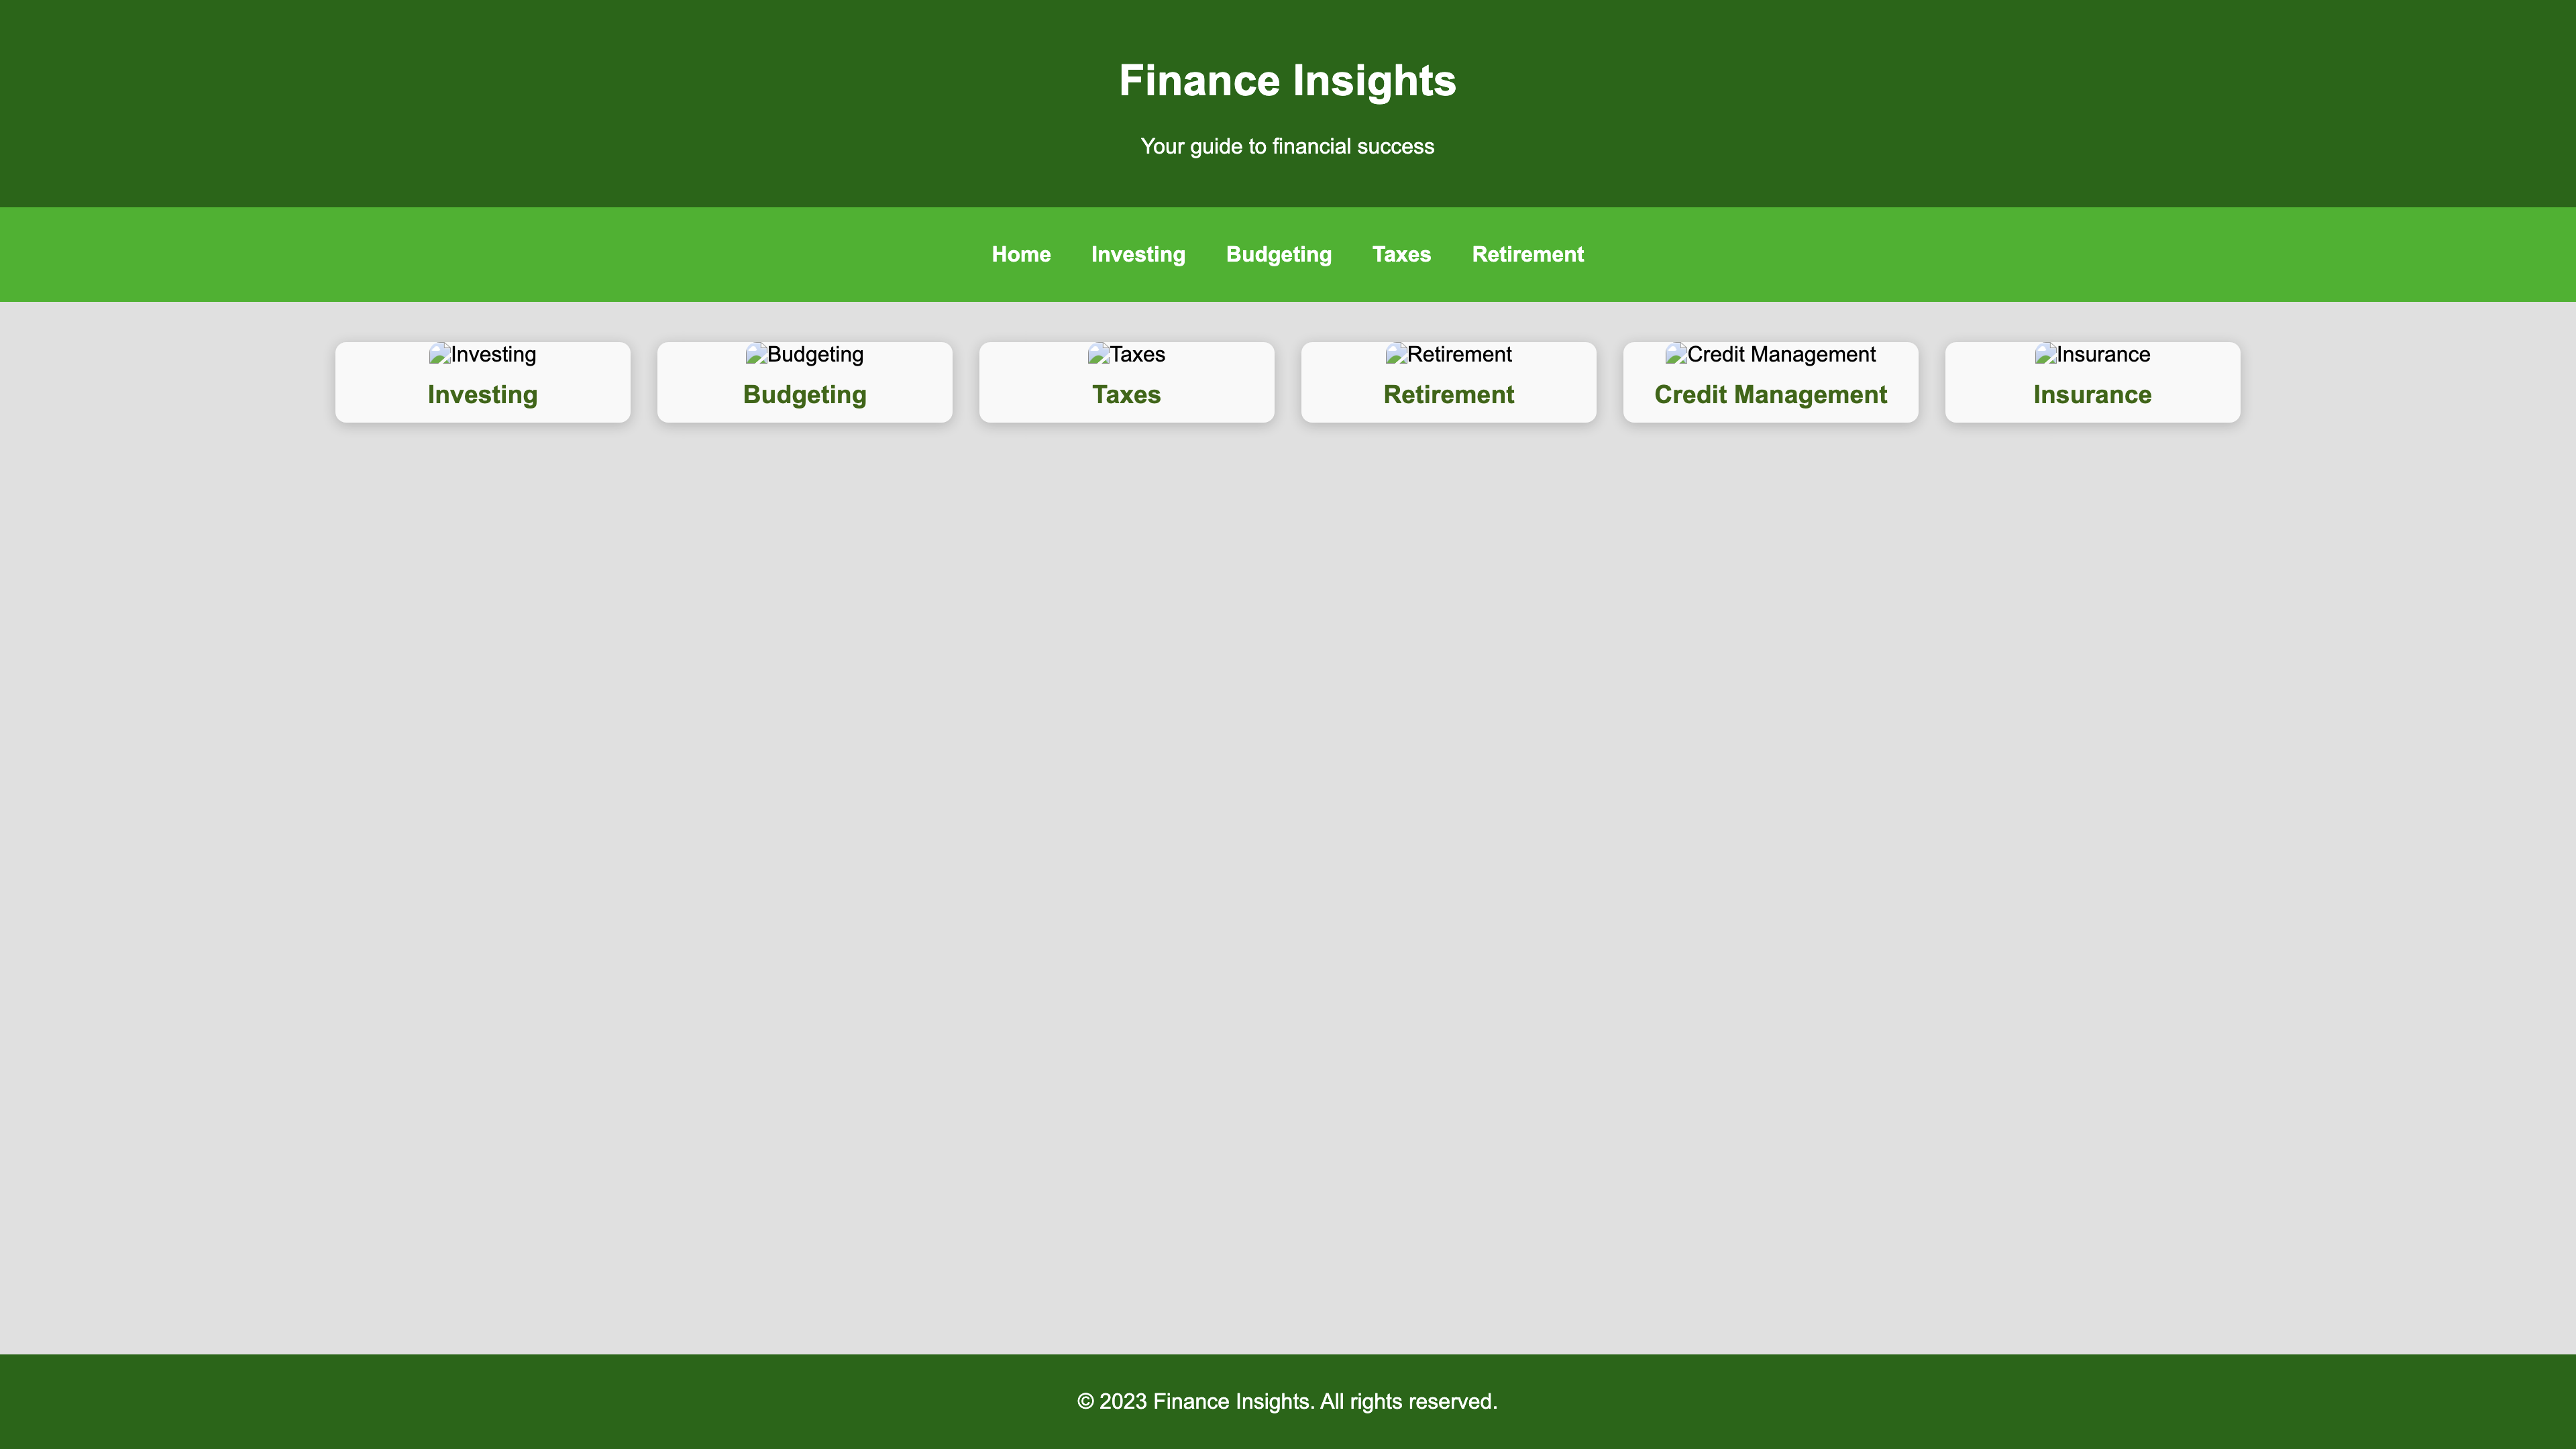 Finance Insights
Your guide to financial success
Home Investing Budgeting Taxes Retirement
Investing Budgeting Taxes Retirement Credit Management Insurance
Investing Budgeting Taxes Retirement Credit Management Insurance
© 2023 Finance Insights. All rights reserved.